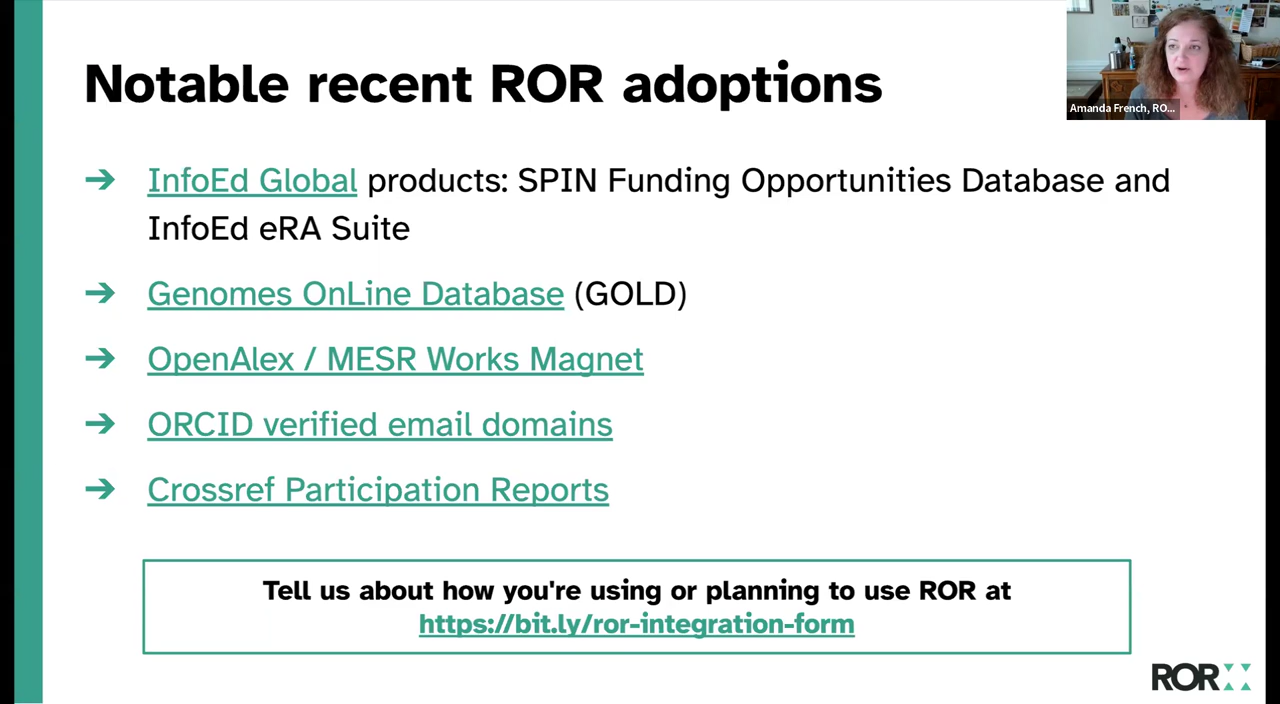 Notable recent ROR adoptions
Amanda French, RO...
➔ InfoEd Global products: SPIN Funding Opportunities Database and
InfoEd eRA Suite
➔ Genomes OnLine Database (GOLD)
➔ OpenAlex / MESR Works Magnet
➔ ORCID verified email domains
➔ Crossref Participation Reports
Tell us about how you're using or planning to use ROR at
https://bit.ly/ror-integration-form
ROR